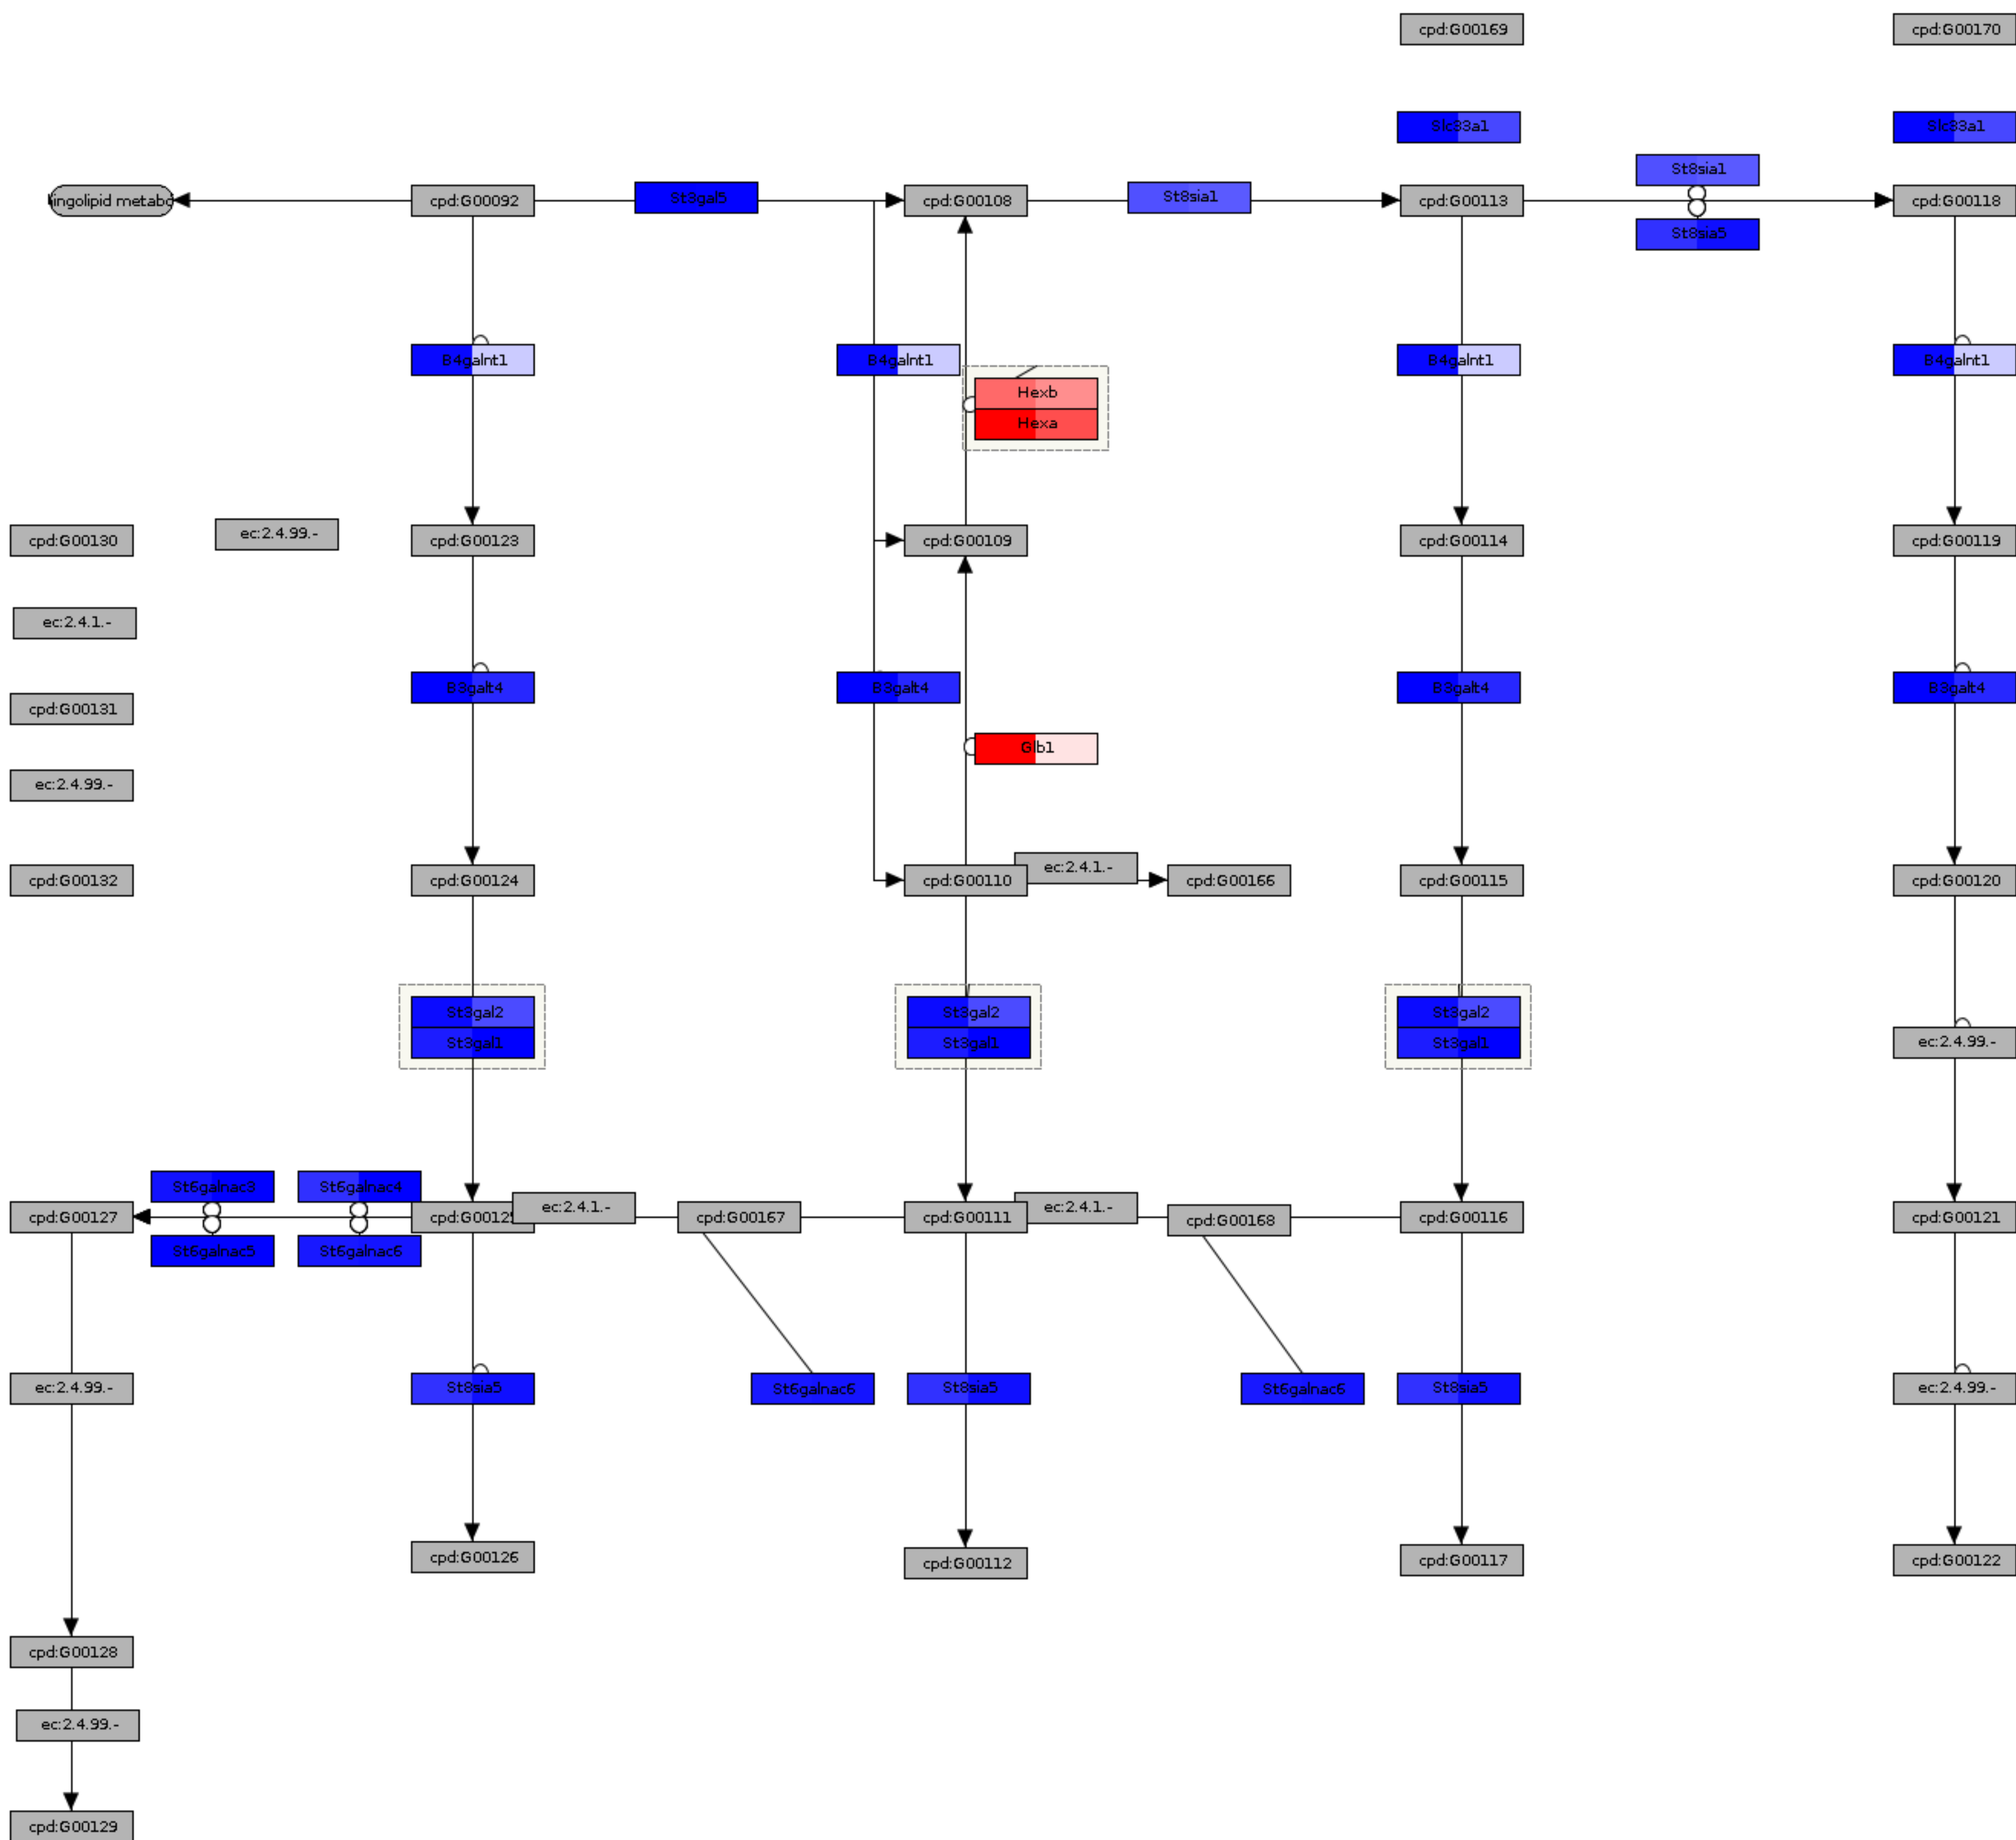 cpd:G00169
cpd:G00170
Slc33a1
Slc33a1
St8sia1
ingolipid metabo
cpd:G00092
St3gal5
cpd:G00108
St8sia1
cpd:G00113
cpd:G00118
St8sia5
B4galnt1
B4galnt1
B4galnt1
B4galnt1
Hexb
Hexa
cpd:G00130
ec:2.4.99.-
cpd:G00123
cpd:G00109
cpd:G00114
cpd:G00119
ec:2.4.1.-
B3galt4
B3galt4
B3galt4
B3galt4
cpd:G00131
Glb1
ec:2.4.99.-
cpd:G00132
cpd:G00124
cpd:G00110
ec:2.4.1.-
cpd:G00166
cpd:G00115
cpd:G00120
St3gal2
St3gal2
St3gal2
St3gal1
St3gal1
St3gal1
ec:2.4.99.-
St6galnac3
St6galnac4
cpd:G00127
cpd:G00125
ec:2.4.1.-
cpd:G00167
cpd:G00111
ec:2.4.1.-
cpd:G00168
cpd:G00116
cpd:G00121
St6galnac5
St6galnac6
ec:2.4.99.-
St8sia5
St6galnac6
St8sia5
St6galnac6
St8sia5
ec:2.4.99.-
cpd:G00126
cpd:G00112
cpd:G00117
cpd:G00122
cpd:G00128
ec:2.4.99.-
cpd:G00129